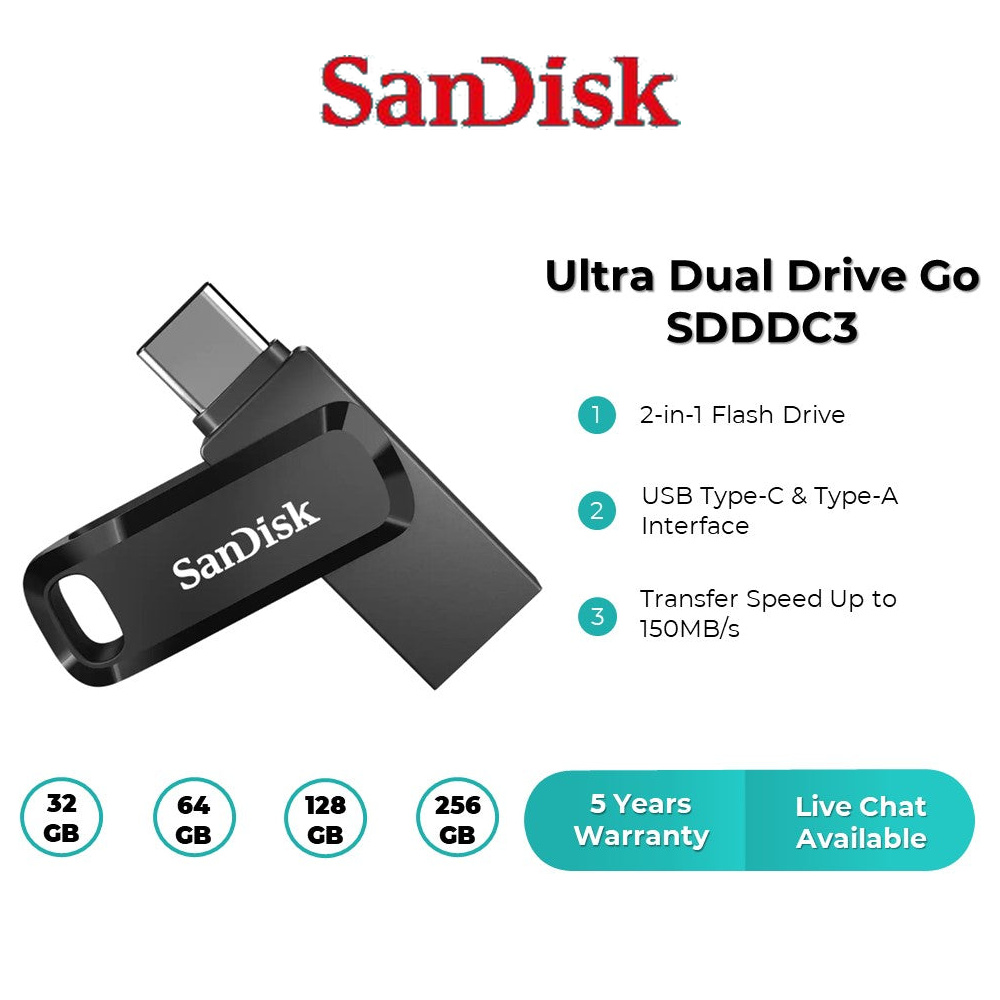 SanDisk
Ultra Dual Drive Go
SDDDC3
1 2-in-1 Flash Drive
2 USB Type-C & Type-A
Interface
3 Transfer Speed Up to
150MB/s
SanDisk
32
GB
64
GB
128
GB
256
GB
5 Years
Warranty
Live Chat
Available